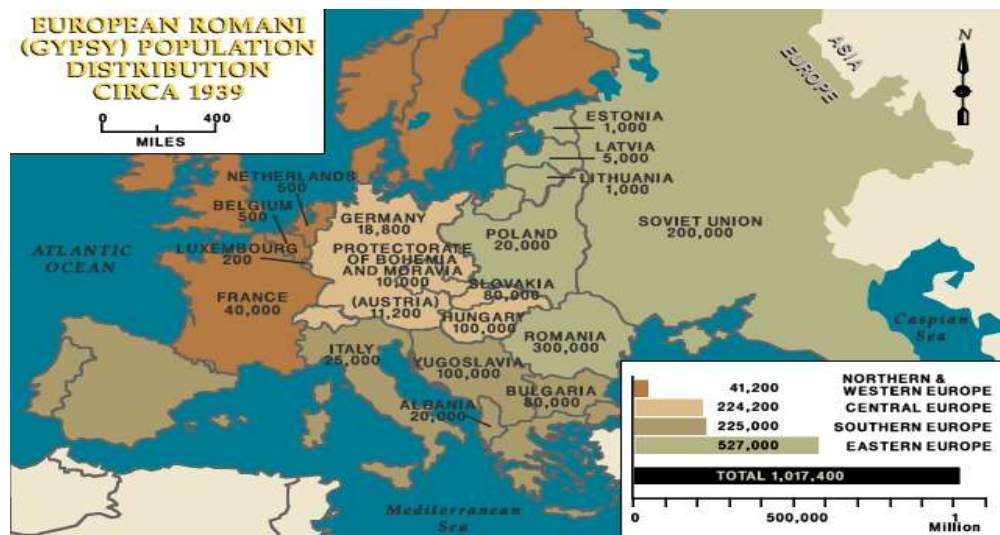 EUROPEAN ROMANI
(GYPSY) POPULATION
DISTRIBUTION
CIRCA 1939
0 400
MILES
ASIA
EUROPE
N
ESTONIA
1,000
LATVIA
5,000
LITHUANIA
1,000
NETHERLANDS
500
BELGIUM
500
LUXEMBOURG
200
GERMANY
18,800
PROTECTORATE
OF BOHEMIA
AND MORAVIA
10,000
POLAND
20,000
SOVIET UNION
200,000
ATLANTIC
OCEAN
FRANCE
40,000
(AUSTRIA)
11,200
SLOVAKIA
80,000
HUNGARY
100,000
ROMANIA
300,000
Caspian
Sea
ITALY
25,000
YUGOSLAVIA
100,000
BULGARIA
80,000
ALBANIA
20,000
Mediterranean
Sea
41,200 NORTHERN &
WESTERN EUROPE
224,200 CENTRAL EUROPE
225,000 SOUTHERN EUROPE
527,000 EASTERN EUROPE
TOTAL 1,017,400
0 500,000 1
Million